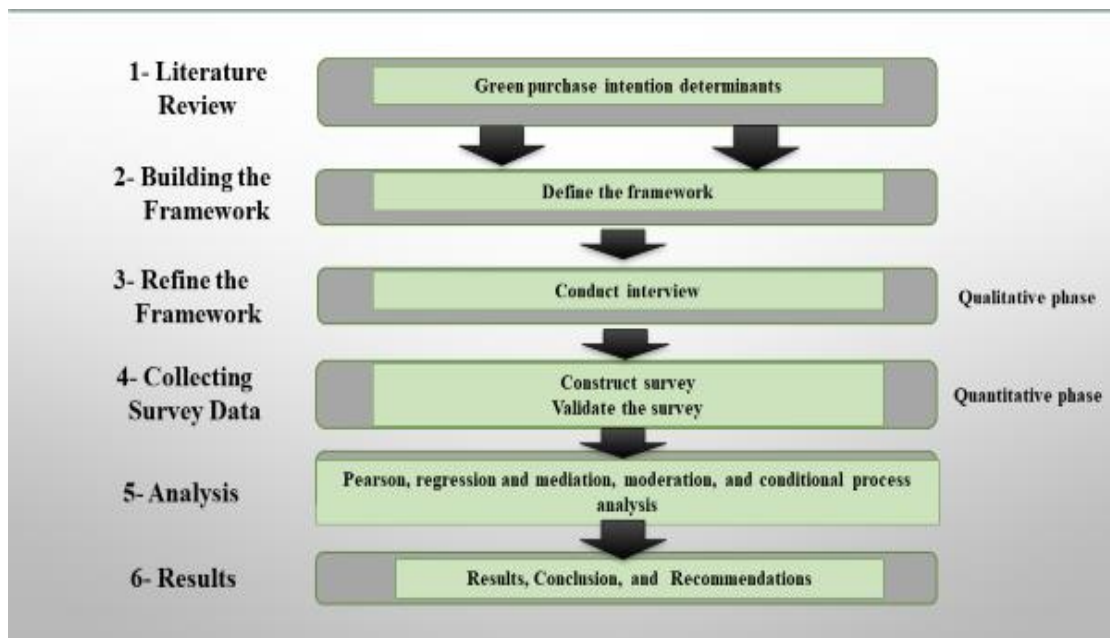 1- Literature
Review
Green purchase intention determinants
2- Building the
Framework
Define the framework
3- Refine the
Framework
Conduct interview
Qualitative phase
4- Collecting
Survey Data
Construct survey
Validate the survey
Quantitative phase
5- Analysis
Pearson, regression and mediation, moderation, and conditional process
analysis
6- Results
Results, Conclusion, and Recommendations